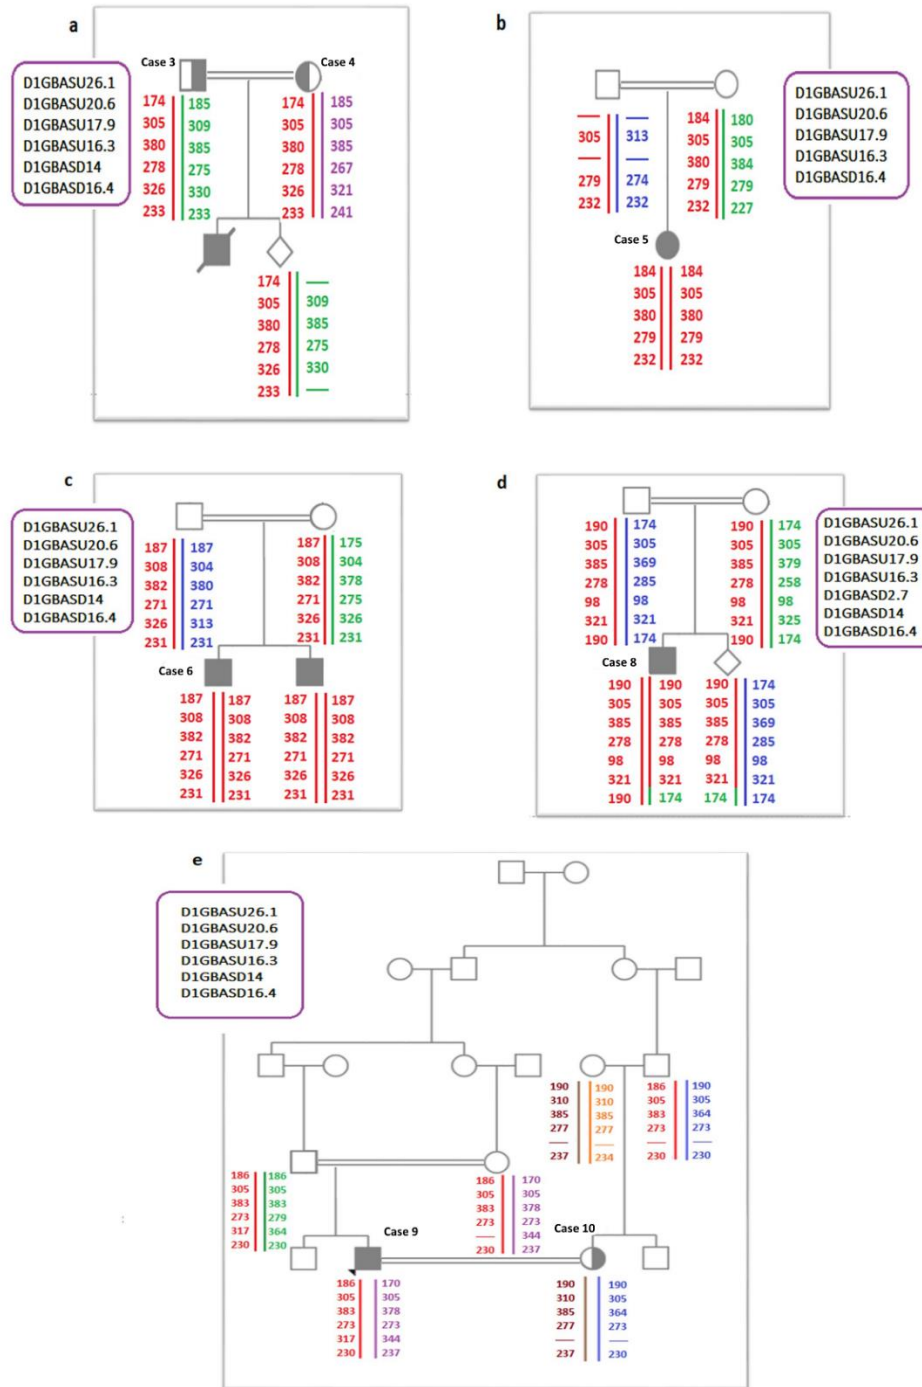 a
Case 3
Case 4
D1GBASU26.1
D1GBASU20.6
D1GBASU17.9
D1GBASU16.3
D1GBASD14
D1GBASD16.4
174 185 174 185
305 309 305 305
380 385 380 385
278 275 278 267
326 330 326 321
233 233 233 241
174 —
305 309
380 385
278 275
326 330
233 —
b
D1GBASU26.1
D1GBASU20.6
D1GBASU17.9
D1GBASU16.3
D1GBASD16.4
— — 184 180
305 313 305 305
— — 380 384
279 274 279 279
232 232 232 227
Case 5
184 184
305 305
380 380
279 279
232 232
c
D1GBASU26.1
D1GBASU20.6
D1GBASU17.9
D1GBASU16.3
D1GBASD14
D1GBASD16.4
187 187 187 175
308 304 308 304
382 380 382 378
271 271 271 275
326 313 326 326
231 231 231 231
Case 6
187 187 187 187
308 308 308 308
382 382 382 382
271 271 271 271
326 326 326 326
231 231 231 231
d
D1GBASU26.1
D1GBASU20.6
D1GBASU17.9
D1GBASU16.3
D1GBASD2.7
D1GBASD14
D1GBASD16.4
190 174 190 174
305 305 305 305
385 369 385 379
278 285 278 258
98 98 98 98
321 321 321 325
190 174 190 174
Case 8
190 190 190 174
305 305 305 305
385 385 385 369
278 278 278 285
98 98 98 98
321 321 321 321
190 174 174 174
e
D1GBASU26.1
D1GBASU20.6
D1GBASU17.9
D1GBASU16.3
D1GBASD14
D1GBASD16.4
190 190 186 190
310 310 305 305
385 385 383 364
277 277 273 273
— — — —
237 234 230 230
186 186 186 170
305 305 305 305
383 383 383 378
273 279 273 273
317 364 — 344
230 230 230 237
Case 9
Case 10
186 170 190 190
305 305 310 305
383 378 385 364
273 273 277 273
317 344 — —
230 237 237 230